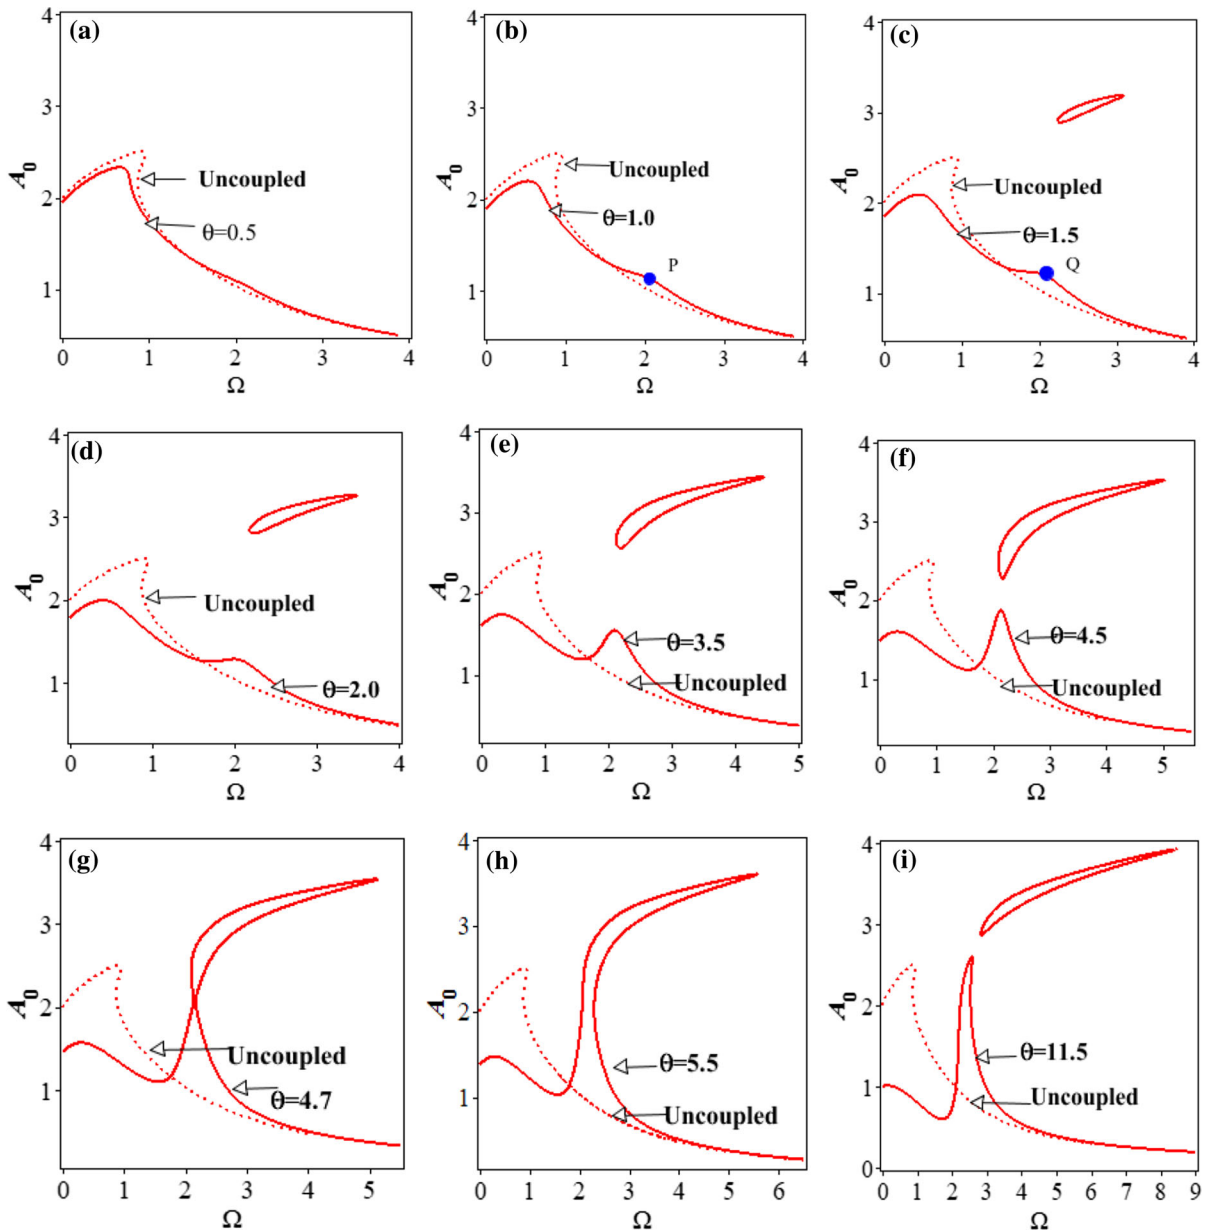 (a)
4
3
2
1
A₀
Uncoupled
θ=0.5
0 1 2 3 4
Ω
(b)
4
3
2
1
A₀
Uncoupled
θ=1.0
P
0 1 2 3 4
Ω
(c)
4
3
2
1
A₀
Uncoupled
θ=1.5
Q
0 1 2 3 4
Ω
(d)
4
3
2
1
A₀
Uncoupled
θ=2.0
0 1 2 3 4
Ω
(e)
4
3
2
1
A₀
θ=3.5
Uncoupled
0 1 2 3 4 5
Ω
(f)
4
3
2
1
A₀
θ=4.5
Uncoupled
0 1 2 3 4 5
Ω
(g)
4
3
2
1
A₀
Uncoupled
θ=4.7
0 1 2 3 4 5
Ω
(h)
4
3
2
1
A₀
θ=5.5
Uncoupled
0 1 2 3 4 5 6
Ω
(i)
4
3
2
1
0
A₀
θ=11.5
Uncoupled
0 1 2 3 4 5 6 7 8 9
Ω